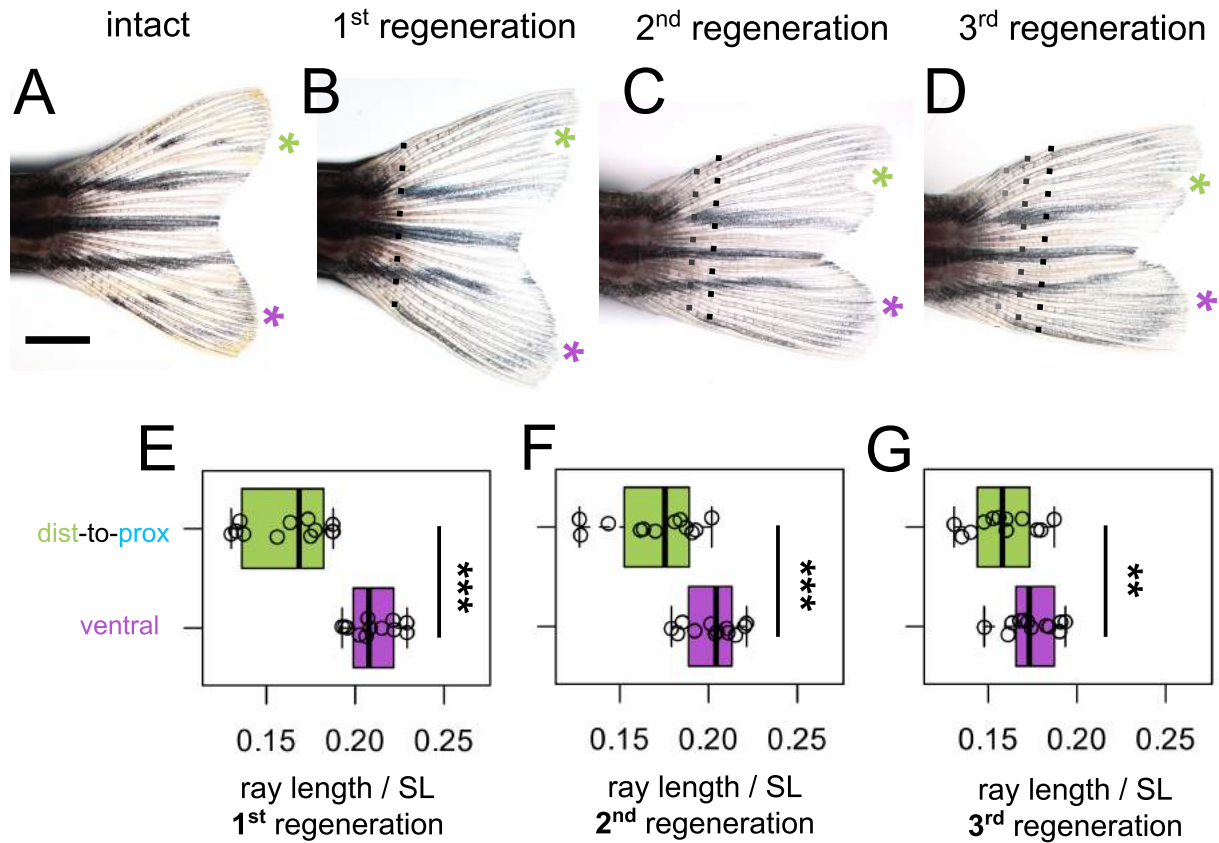 intact
1st regeneration
2nd regeneration
3rd regeneration
A
B
C
D
*
*
*
*
*
*
*
*
E
F
G
dist-to-prox
ventral
***
***
**
0.15 0.20 0.25
0.15 0.20 0.25
0.15 0.20 0.25
ray length / SL
1st regeneration
ray length / SL
2nd regeneration
ray length / SL
3rd regeneration